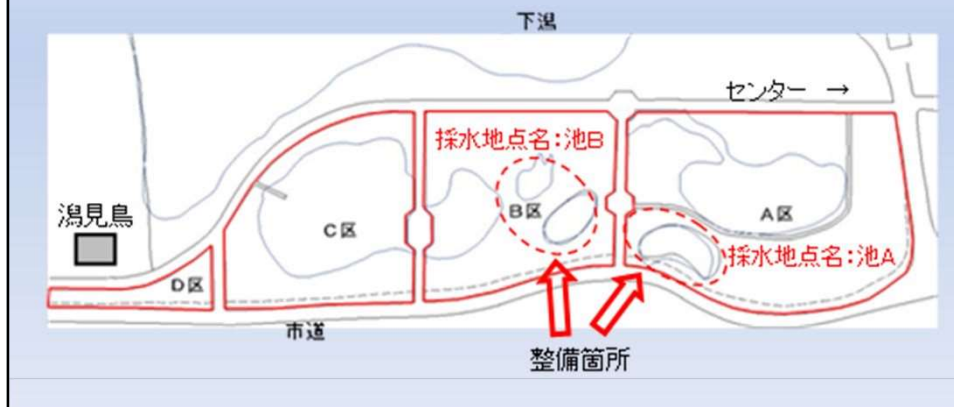 下潟
センター →
採水地点名:池B
潟見鳥
B区
A区
C区
採水地点名:池A
D区
市道
整備箇所